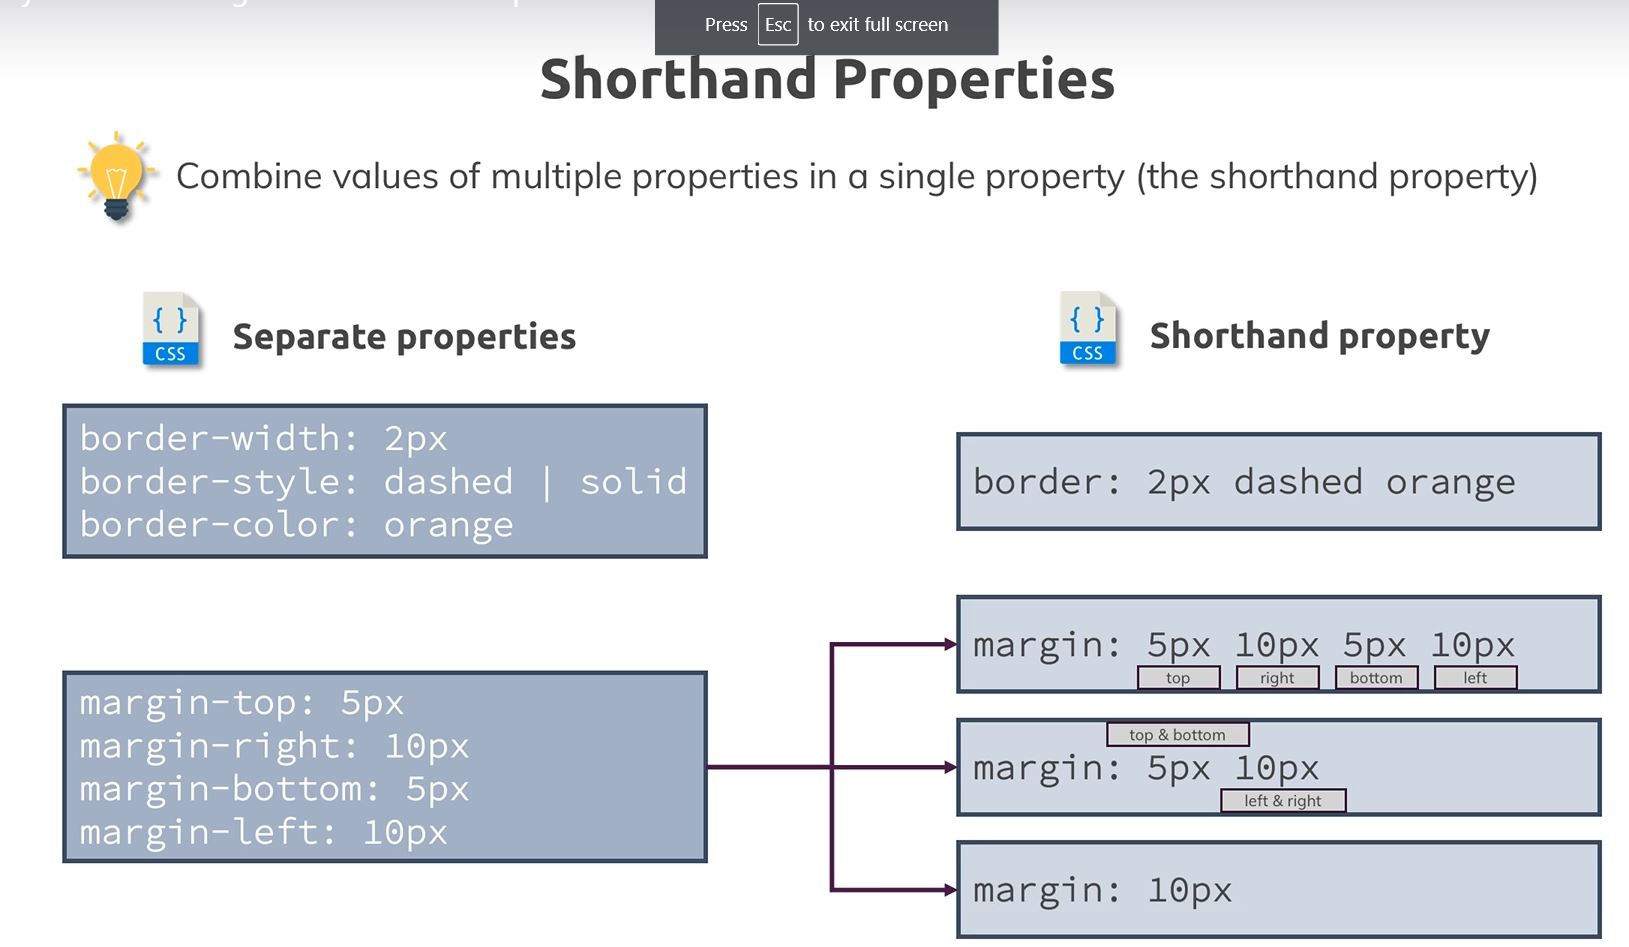 Press Esc to exit full screen
Shorthand Properties
Combine values of multiple properties in a single property (the shorthand property)
{ }
CSS
Separate properties
border-width: 2px
border-style: dashed | solid
border-color: orange
margin-top: 5px
margin-right: 10px
margin-bottom: 5px
margin-left: 10px
{ }
CSS
Shorthand property
border: 2px dashed orange
margin: 5px 10px 5px 10px
top right bottom left
top & bottom
margin: 5px 10px
left & right
margin: 10px